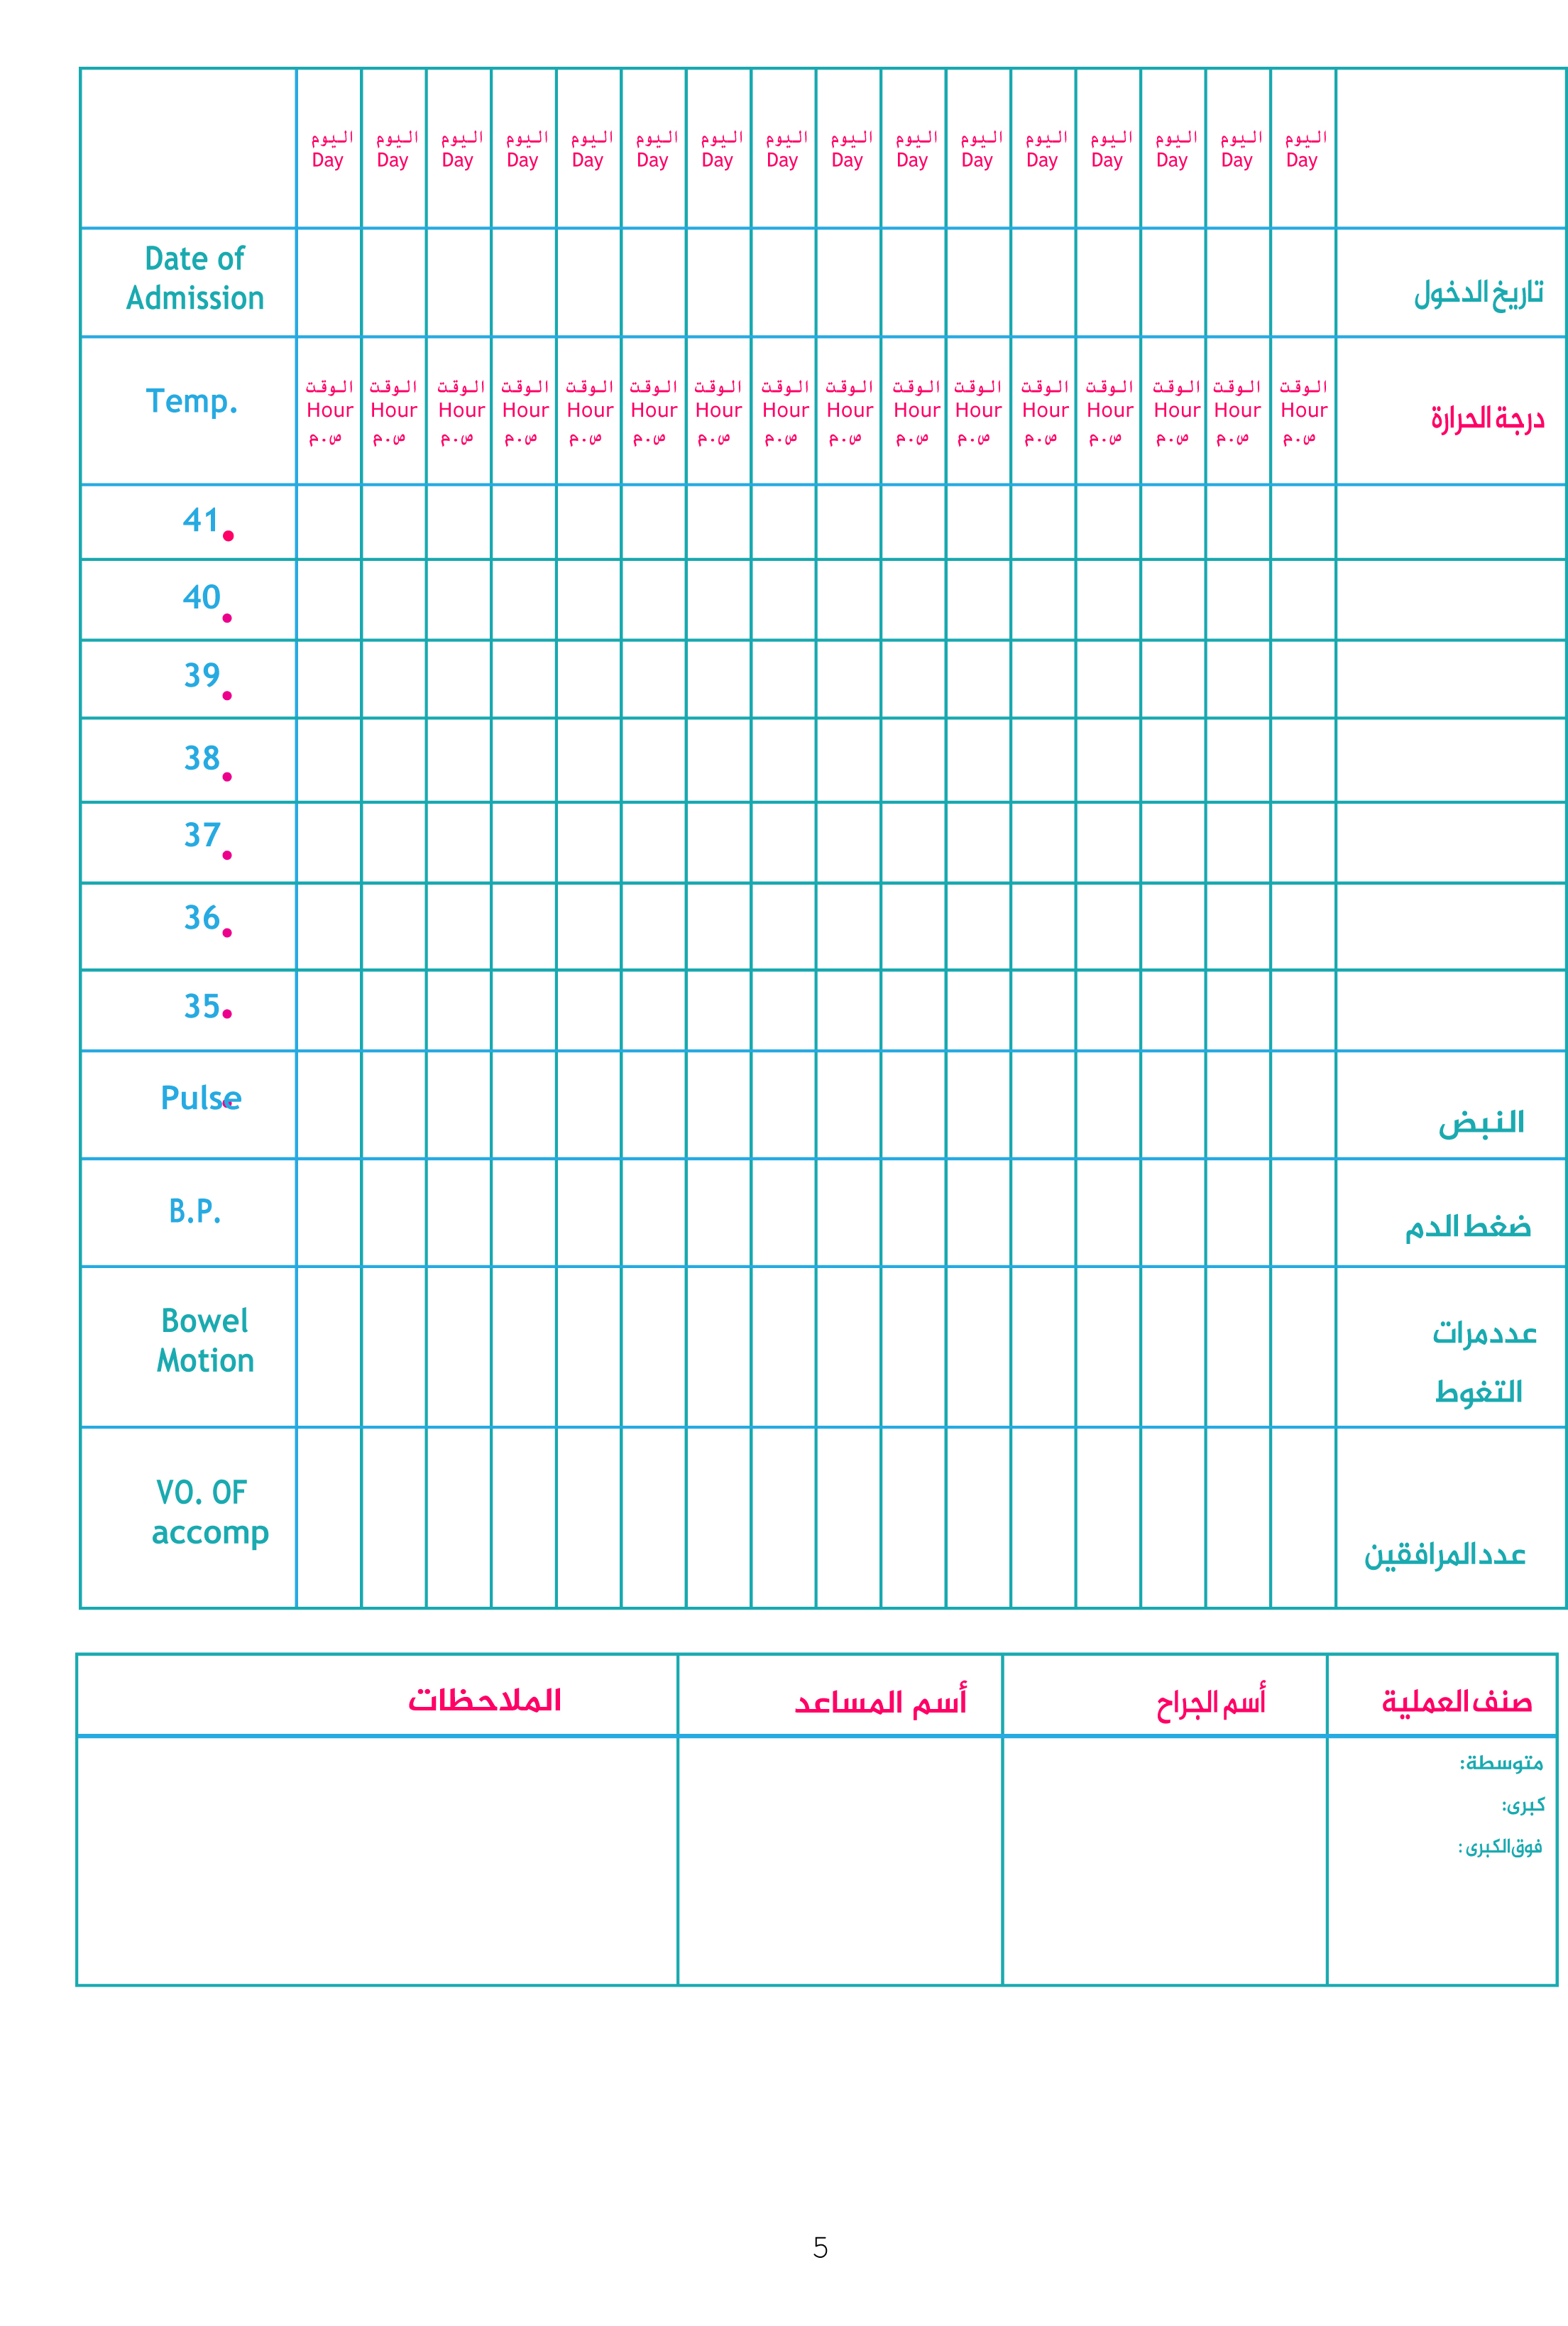 اليوم اليوم اليوم اليوم اليوم اليوم اليوم اليوم اليوم اليوم اليوم اليوم اليوم اليوم اليوم اليوم
Day Day Day Day Day Day Day Day Day Day Day Day Day Day Day Day
Date of
Admission
تاريخ الدخول
Temp.
الوقت الوقت الوقت الوقت الوقت الوقت الوقت الوقت الوقت الوقت الوقت الوقت الوقت الوقت الوقت الوقت
Hour Hour Hour Hour Hour Hour Hour Hour Hour Hour Hour Hour Hour Hour Hour Hour
ص.م ص.م ص.م ص.م ص.م ص.م ص.م ص.م ص.م ص.م ص.م ص.م ص.م ص.م ص.م ص.م
درجة الحرارة
41.
40.
39.
38.
37.
36.
35.
Pulse
النبض
B.P.
ضغط الدم
Bowel
Motion
عدد مرات
التغوط
VO. OF
accomp
عدد المرافقين
صنف العملية أسم الجراح أسم المساعد الملاحظات
متوسطة:
كبرى:
فوق الكبرى:
5